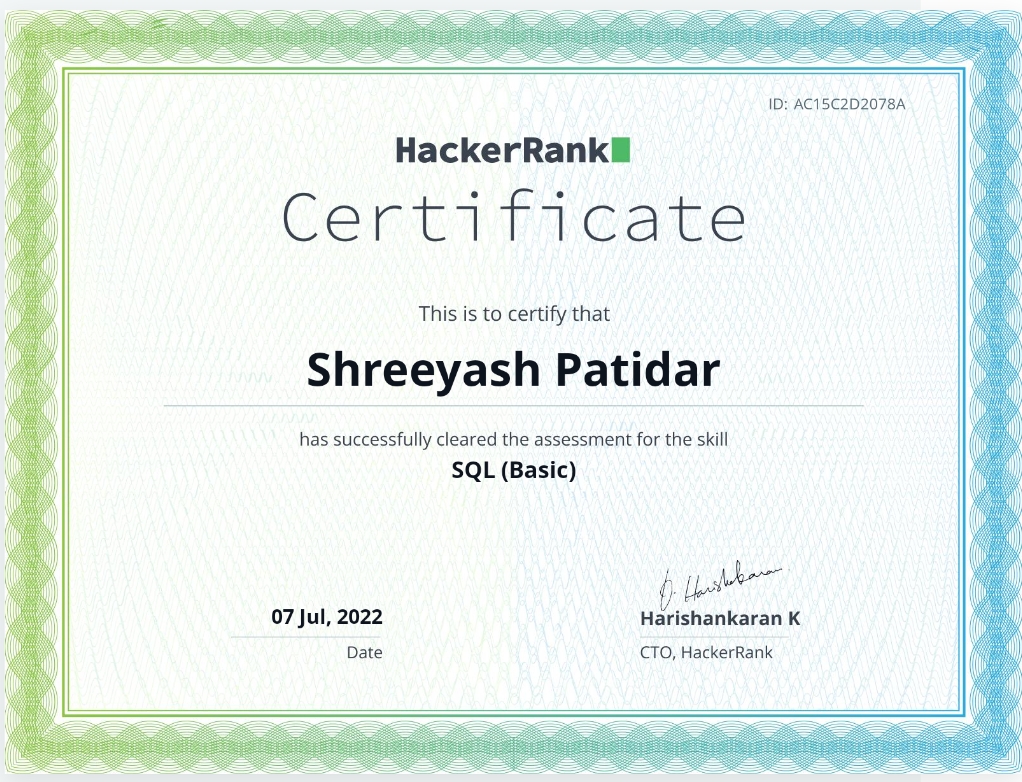 ID: AC15C2D2078A
HackerRank
Certificate
This is to certify that
Shreeyash Patidar
has successfully cleared the assessment for the skill
SQL (Basic)
D. Harishankaran
07 Jul, 2022
Harishankaran K
Date
CTO, HackerRank